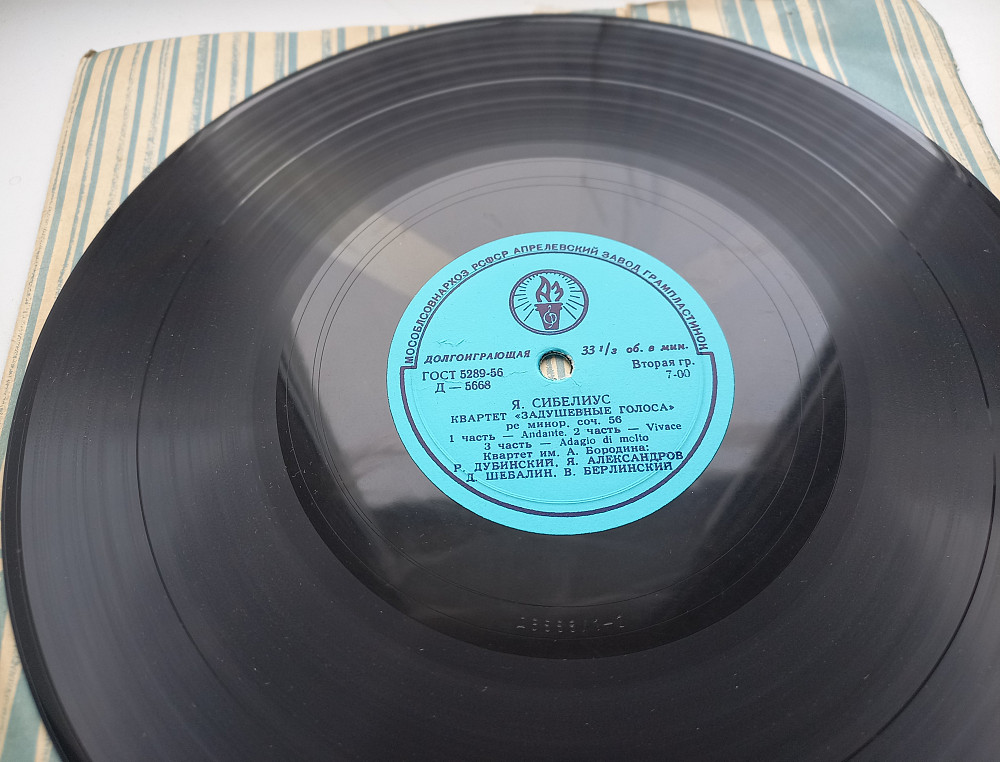 МОСОБЛСОВНАРХОЗ РСФСР АПРЕЛЕВСКИЙ ЗАВОД ГРАМПЛАСТИНОК
АЗ
ДОЛГОИГРАЮЩАЯ 33 1/3 об. в мин.
ГОСТ 5289-56 Вторая гр.
Д — 5668 7-00
Я. СИБЕЛИУС
КВАРТЕТ «ЗАДУШЕВНЫЕ ГОЛОСА»
ре минор, соч. 56
1 часть — Andante. 2 часть — Vivace
3 часть — Adagio di molto
Квартет им. А. Бородина:
Р. ДУБИНСКИЙ, Я. АЛЕКСАНДРОВ
Д. ШЕБАЛИН, В. БЕРЛИНСКИЙ